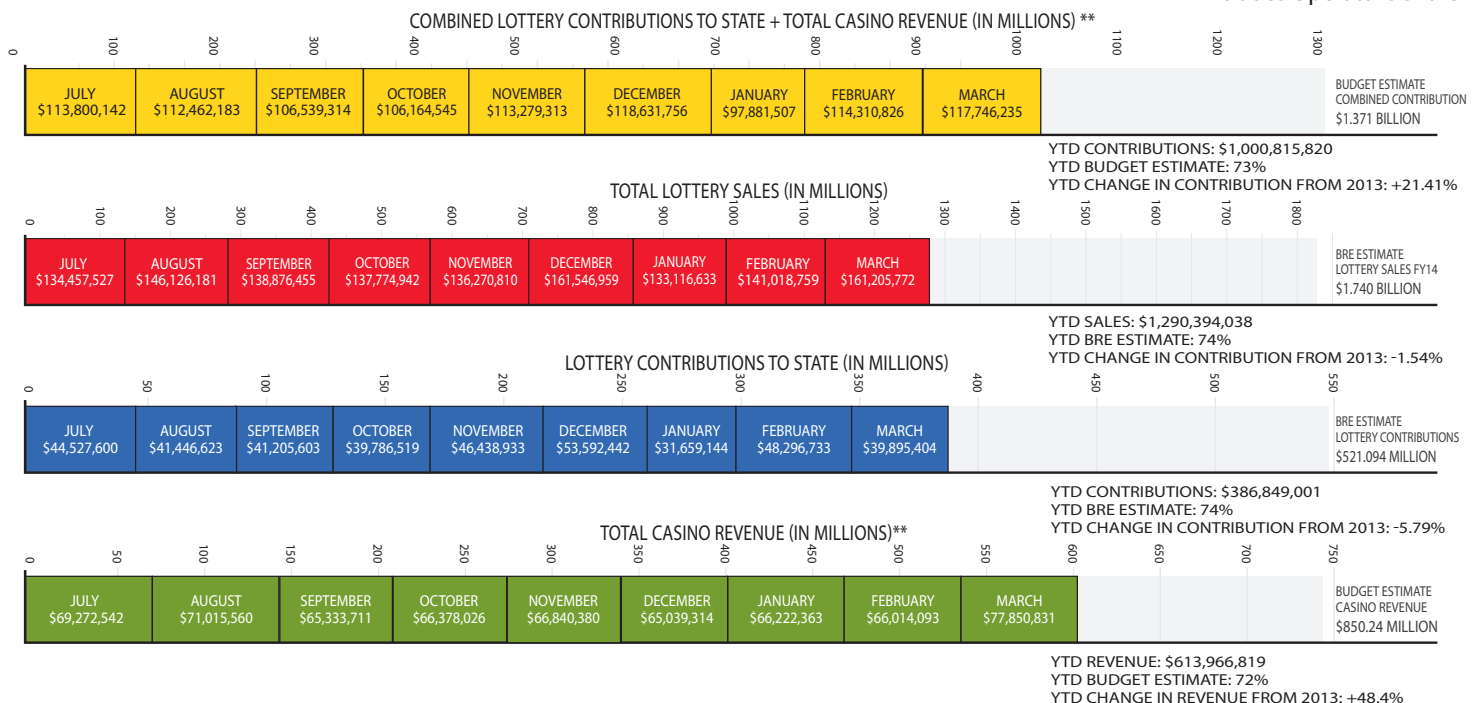 COMBINED LOTTERY CONTRIBUTIONS TO STATE + TOTAL CASINO REVENUE (IN MILLIONS) **
0 100 200 300 400 500 600 700 800 900 1000 1100 1200 1300
JULY AUGUST SEPTEMBER OCTOBER NOVEMBER DECEMBER JANUARY FEBRUARY MARCH
$113,800,142 $112,462,183 $106,539,314 $106,164,545 $113,279,313 $118,631,756 $97,881,507 $114,310,826 $117,746,235
BUDGET ESTIMATE
COMBINED CONTRIBUTION
$1.371 BILLION
YTD CONTRIBUTIONS: $1,000,815,820
YTD BUDGET ESTIMATE: 73%
YTD CHANGE IN CONTRIBUTION FROM 2013: +21.41%
TOTAL LOTTERY SALES (IN MILLIONS)
0 100 200 300 400 500 600 700 800 900 1000 1100 1200 1300 1400 1500 1600 1700 1800
JULY AUGUST SEPTEMBER OCTOBER NOVEMBER DECEMBER JANUARY FEBRUARY MARCH
$134,457,527 $146,126,181 $138,876,455 $137,774,942 $136,270,810 $161,546,959 $133,116,633 $141,018,759 $161,205,772
BRE ESTIMATE
LOTTERY SALES FY14
$1.740 BILLION
YTD SALES: $1,290,394,038
YTD BRE ESTIMATE: 74%
YTD CHANGE IN CONTRIBUTION FROM 2013: -1.54%
LOTTERY CONTRIBUTIONS TO STATE (IN MILLIONS)
0 50 100 150 200 250 300 350 400 450 500 550
JULY AUGUST SEPTEMBER OCTOBER NOVEMBER DECEMBER JANUARY FEBRUARY MARCH
$44,527,600 $41,446,623 $41,205,603 $39,786,519 $46,438,933 $53,592,442 $31,659,144 $48,296,733 $39,895,404
BRE ESTIMATE
LOTTERY CONTRIBUTIONS
$521.094 MILLION
YTD CONTRIBUTIONS: $386,849,001
YTD BRE ESTIMATE: 74%
YTD CHANGE IN CONTRIBUTION FROM 2013: -5.79%
TOTAL CASINO REVENUE (IN MILLIONS)**
0 50 100 150 200 250 300 350 400 455 500 550 600 650 700 750
JULY AUGUST SEPTEMBER OCTOBER NOVEMBER DECEMBER JANUARY FEBRUARY MARCH
$69,272,542 $71,015,560 $65,333,711 $66,378,026 $66,840,380 $65,039,314 $66,222,363 $66,014,093 $77,850,831
BUDGET ESTIMATE
CASINO REVENUE
$850.24 MILLION
YTD REVENUE: $613,966,819
YTD BUDGET ESTIMATE: 72%
YTD CHANGE IN REVENUE FROM 2013: +48.4%